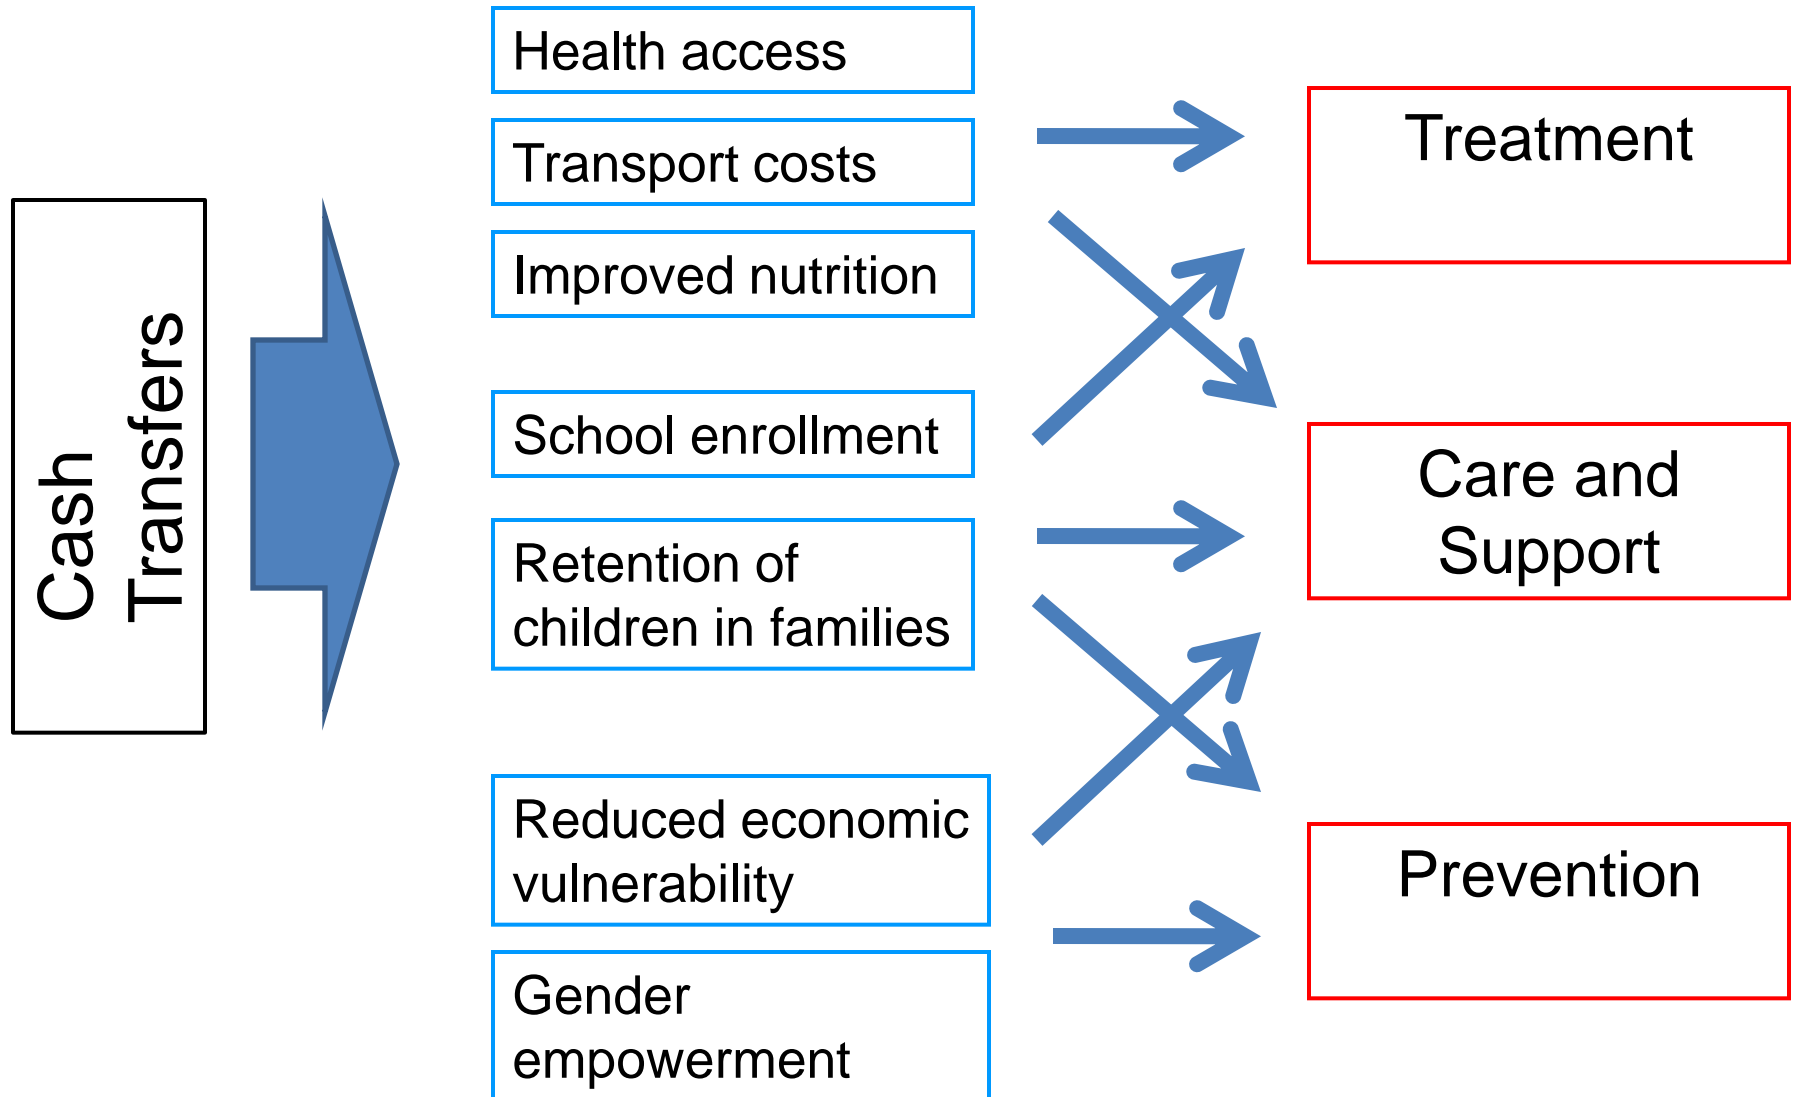 Cash
Transfers
Health access
Transport costs
Improved nutrition
School enrollment
Retention of
children in families
Reduced economic
vulnerability
Gender
empowerment
Treatment
Care and
Support
Prevention